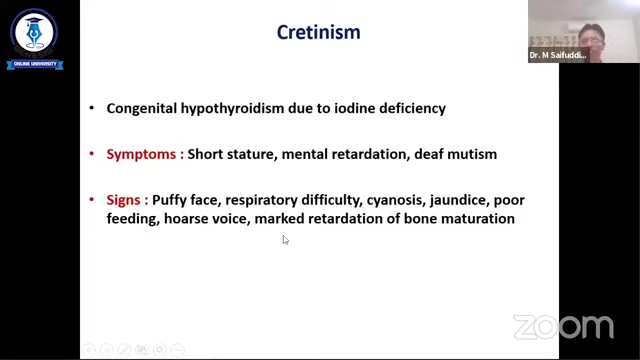 Cretinism
ONLINE UNIVERSITY
Dr. M Saifuddi...
• Congenital hypothyroidism due to iodine deficiency
• Symptoms : Short stature, mental retardation, deaf mutism
• Signs : Puffy face, respiratory difficulty, cyanosis, jaundice, poor
feeding, hoarse voice, marked retardation of bone maturation
zoom